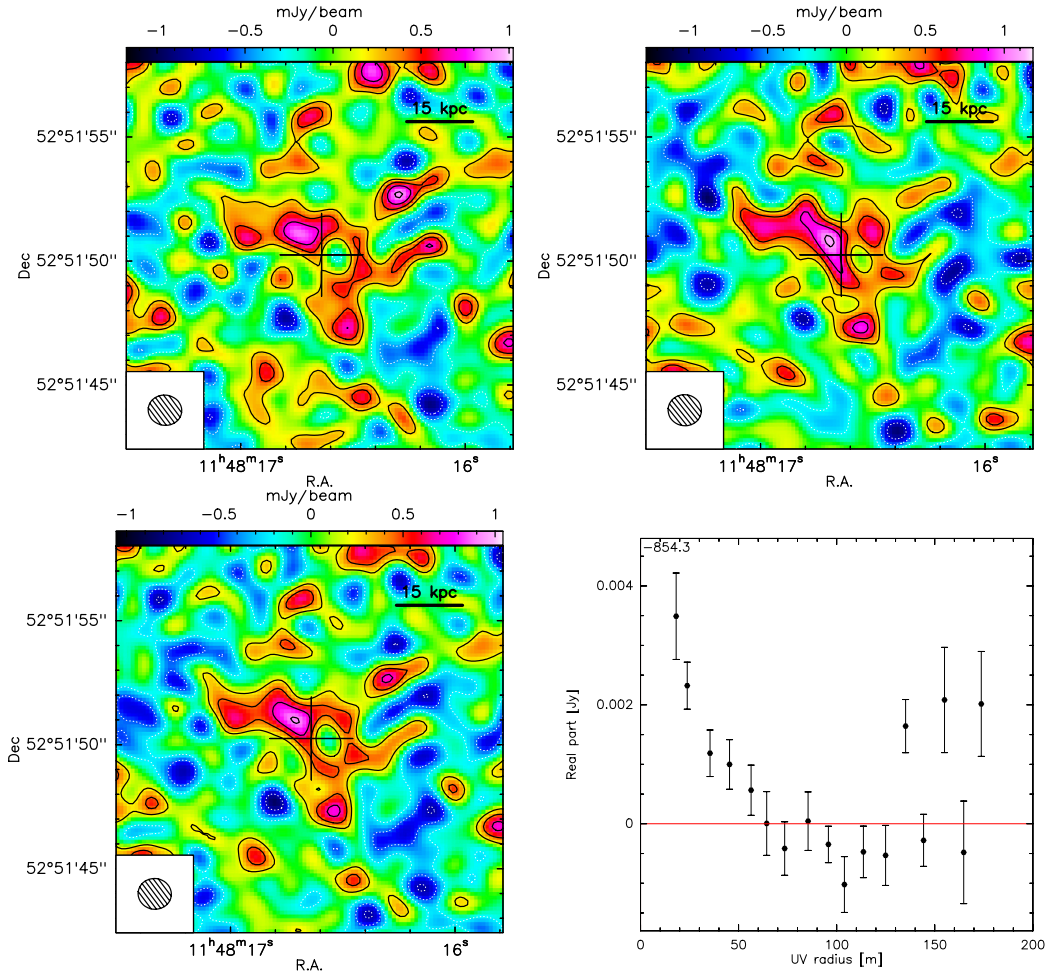 mJy/beam
−1 −0.5 0 0.5 1
15 kpc
Dec
52°51'55''
52°51'50''
52°51'45''
11ʰ48ᵐ17ˢ 16ˢ
R.A.
mJy/beam
−1 −0.5 0 0.5 1
15 kpc
Dec
52°51'55''
52°51'50''
52°51'45''
11ʰ48ᵐ17ˢ 16ˢ
R.A.
mJy/beam
−1 −0.5 0 0.5 1
15 kpc
Dec
52°51'55''
52°51'50''
52°51'45''
11ʰ48ᵐ17ˢ 16ˢ
R.A.
−854.3
Real part [Jy]
0.004
0.002
0
0 50 100 150 200
UV radius [m]